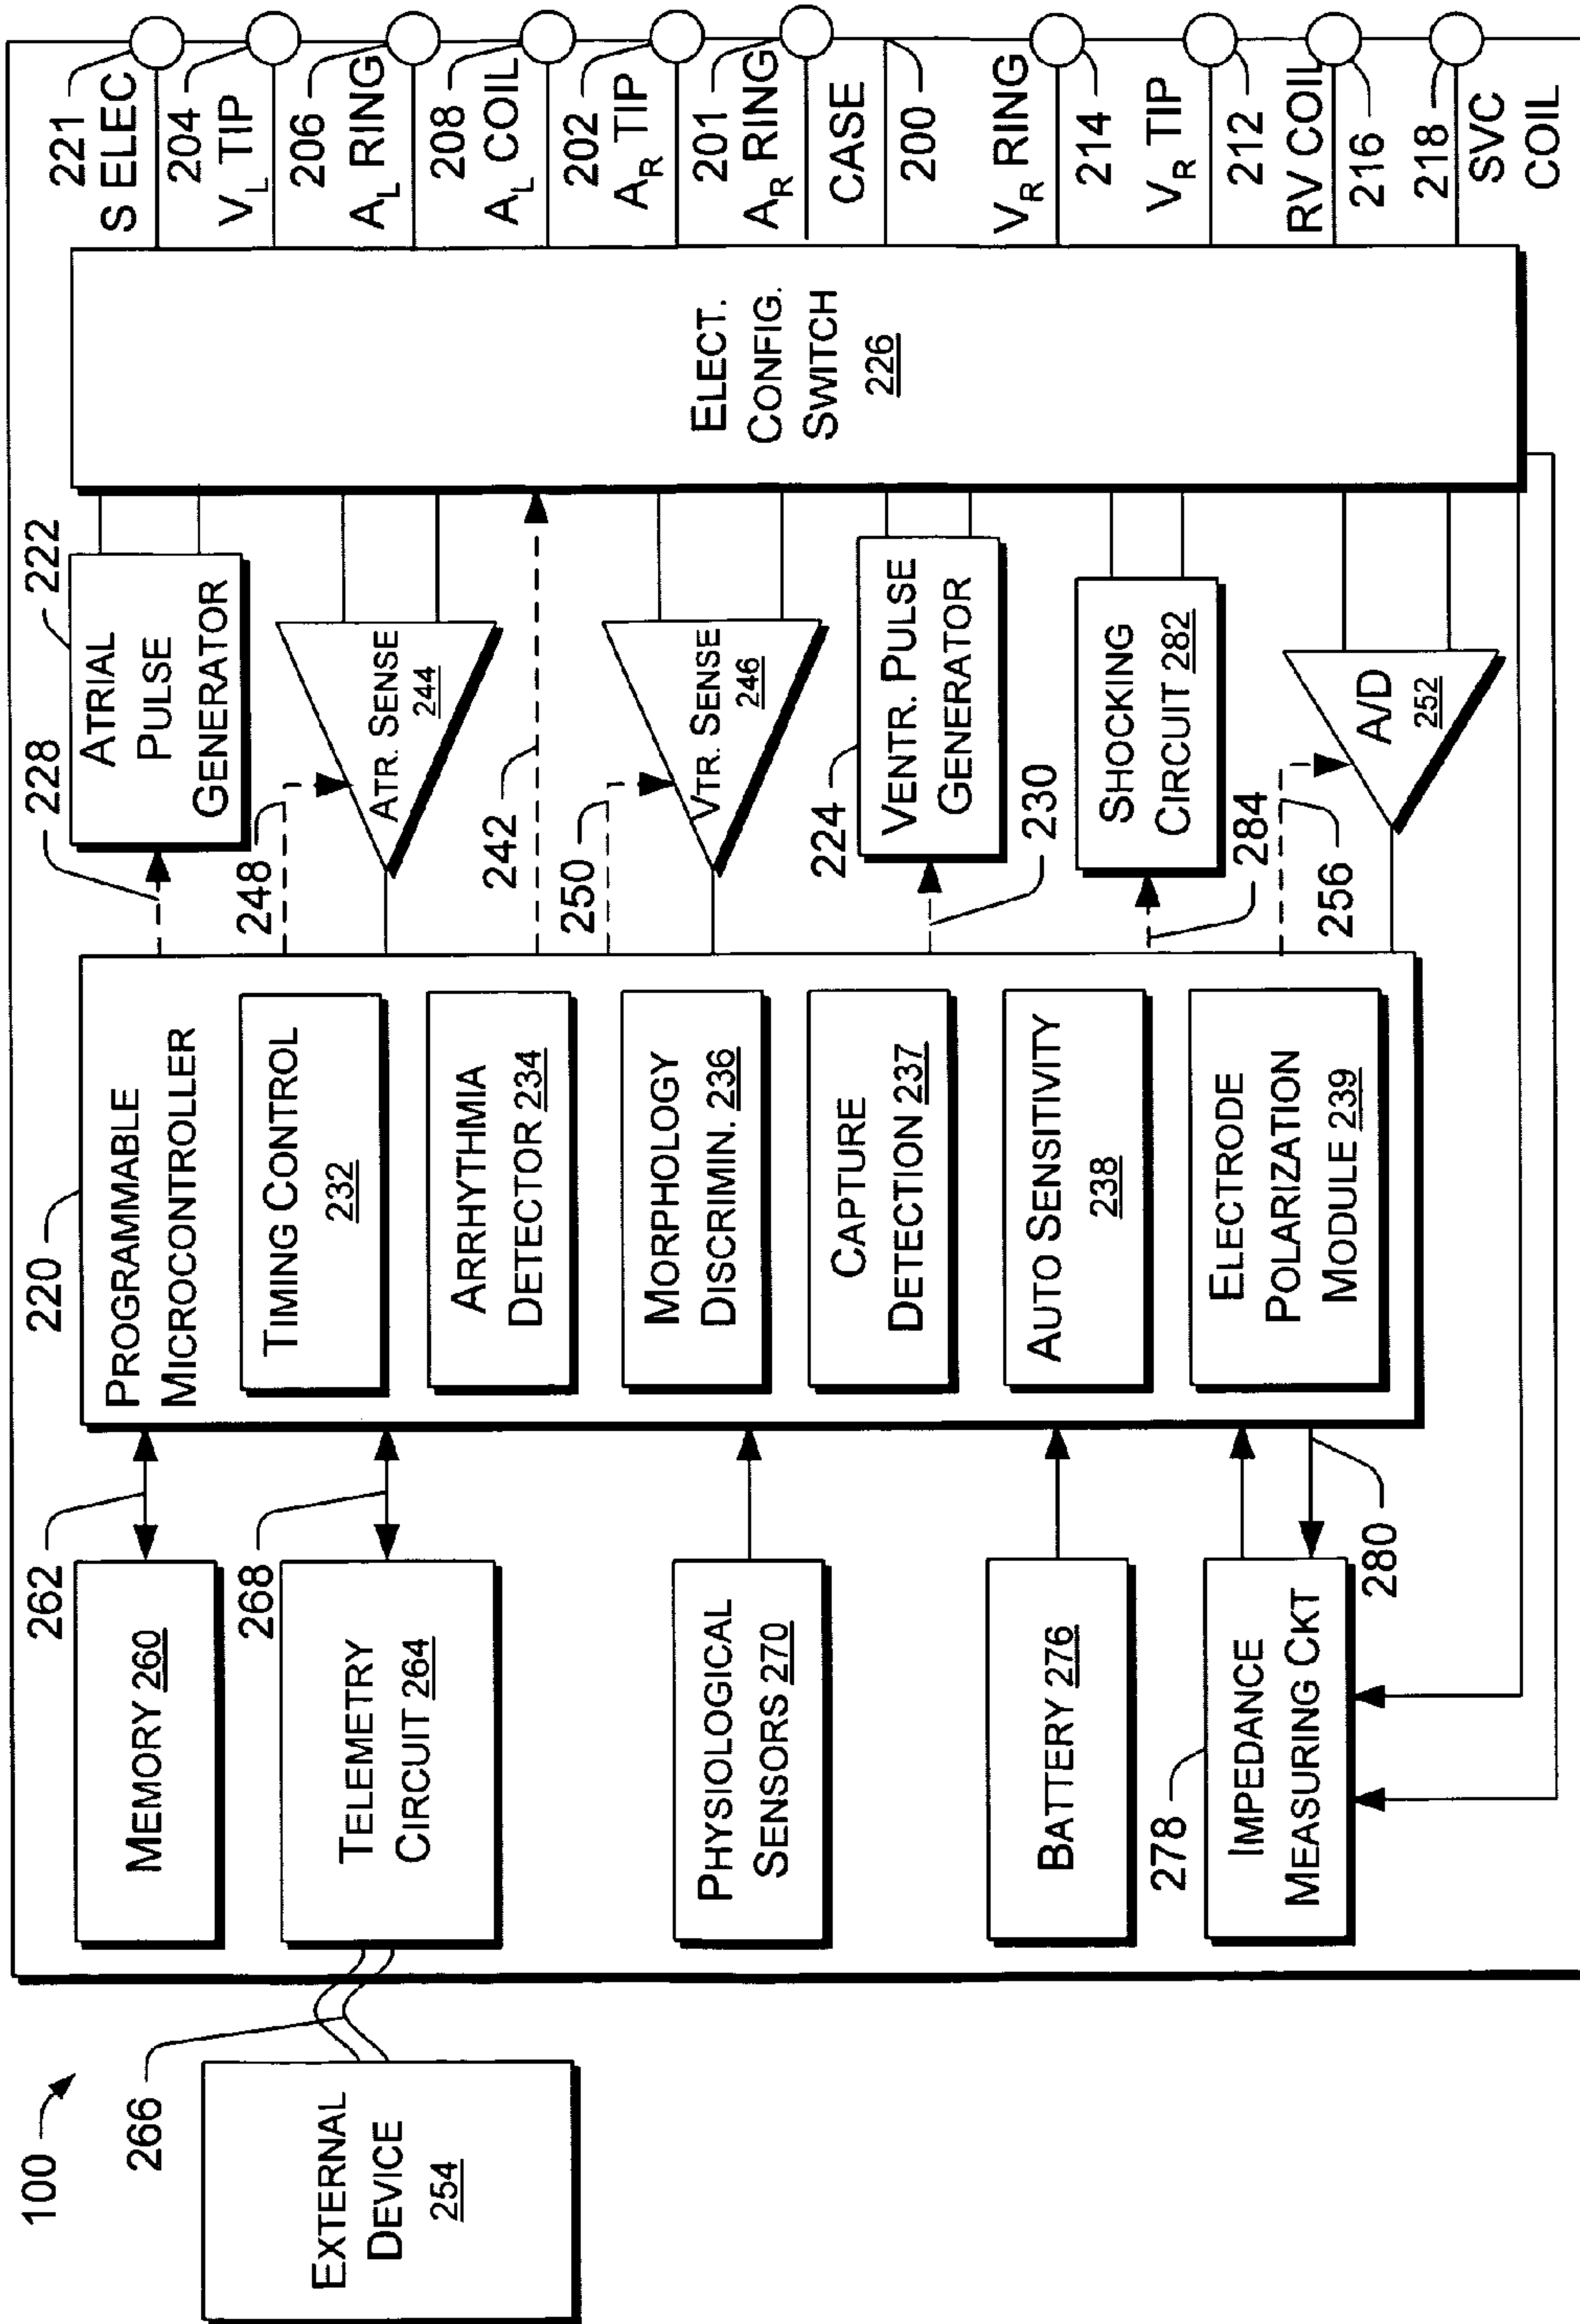 100
EXTERNAL
DEVICE
254
266
262
MEMORY 260
268
TELEMETRY
CIRCUIT 264
PHYSIOLOGICAL
SENSORS 270
BATTERY 276
278
IMPEDANCE
MEASURING CKT
280
220
PROGRAMMABLE
MICROCONTROLLER
TIMING CONTROL
232
ARRHYTHMIA
DETECTOR 234
MORPHOLOGY
DISCRIMIN. 236
CAPTURE
DETECTION 237
AUTO SENSITIVITY
238
ELECTRODE
POLARIZATION
MODULE 239
228
222
ATRIAL
PULSE
GENERATOR
248
ATR. SENSE
244
242
250
VTR. SENSE
246
224
VENTR. PULSE
GENERATOR
230
SHOCKING
CIRCUIT 282
284
256
A/D
252
ELECT.
CONFIG.
SWITCH
226
221
S ELEC
204
VL TIP
206
AL RING
208
AL COIL
202
AR TIP
201
AR RING
CASE
200
VR RING
214
VR TIP
212
RV COIL
216
218
SVC
COIL